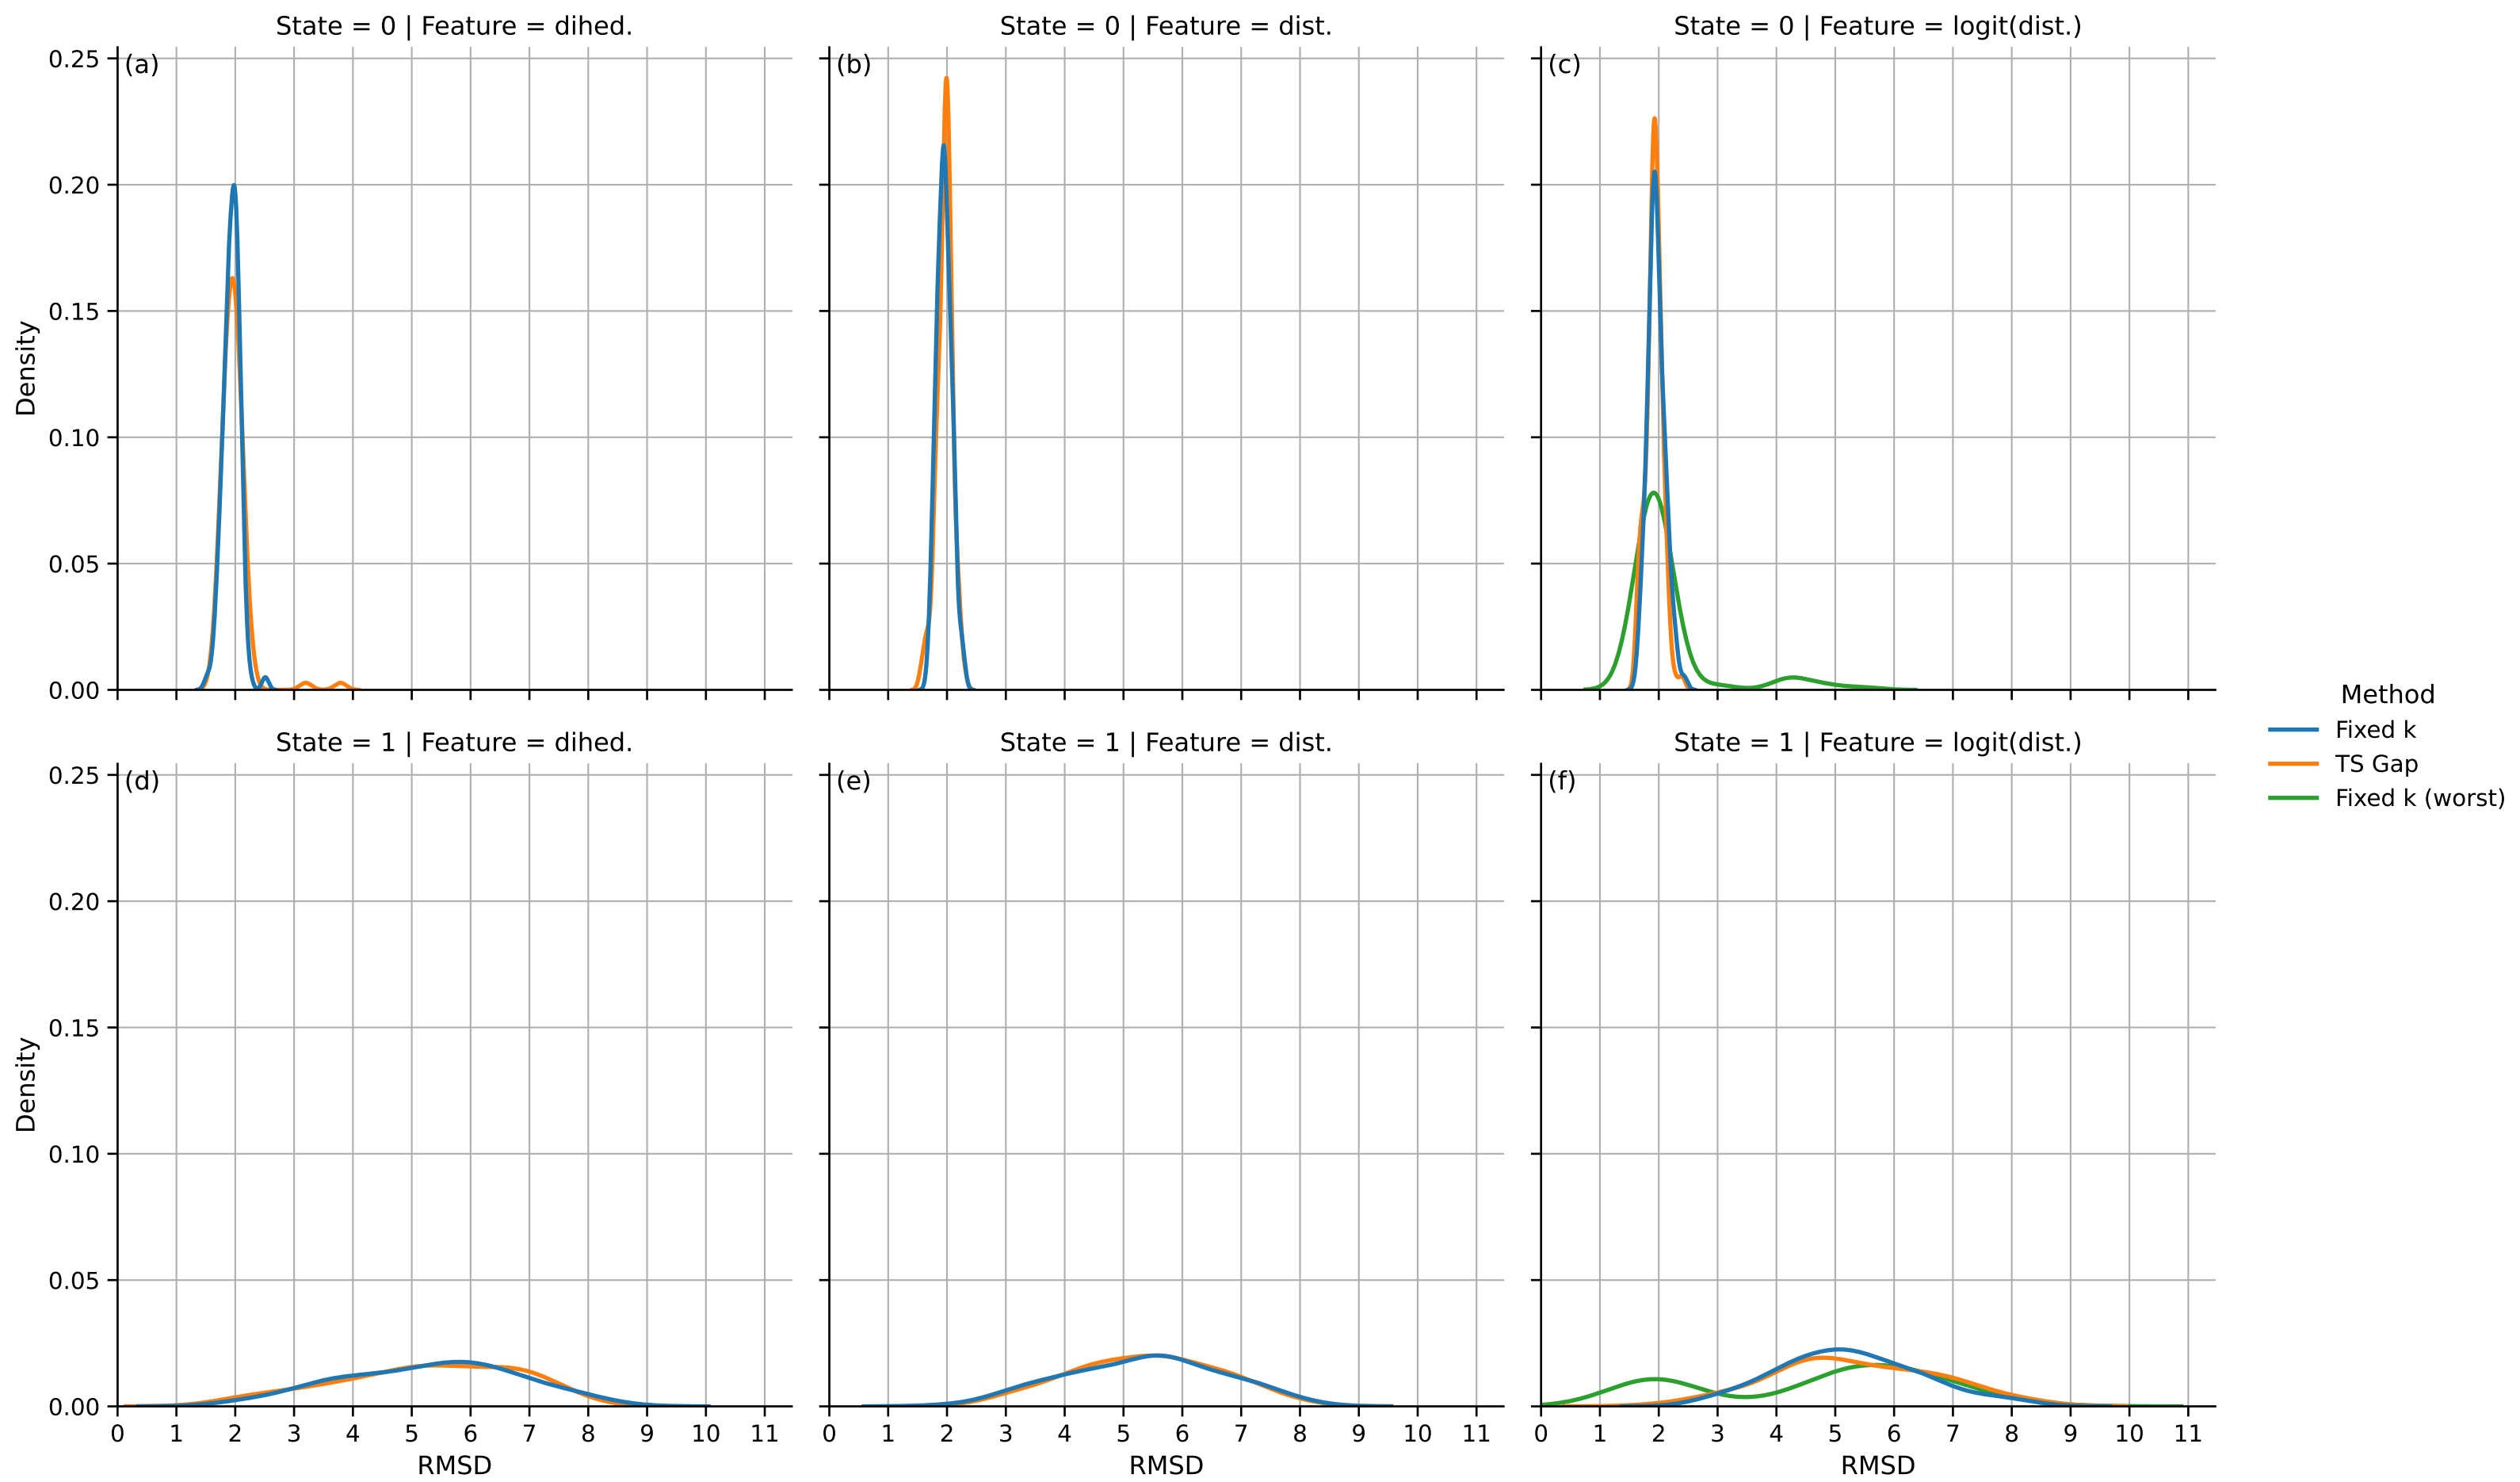 State = 0 | Feature = dihed.
State = 0 | Feature = dist.
State = 0 | Feature = logit(dist.)
(a)
(b)
(c)
0.25
0.20
0.15
0.10
0.05
0.00
Density
State = 1 | Feature = dihed.
State = 1 | Feature = dist.
State = 1 | Feature = logit(dist.)
(d)
(e)
(f)
0.25
0.20
0.15
0.10
0.05
0.00
Density
0 1 2 3 4 5 6 7 8 9 10 11
0 1 2 3 4 5 6 7 8 9 10 11
0 1 2 3 4 5 6 7 8 9 10 11
RMSD
RMSD
RMSD
Method
Fixed k
TS Gap
Fixed k (worst)